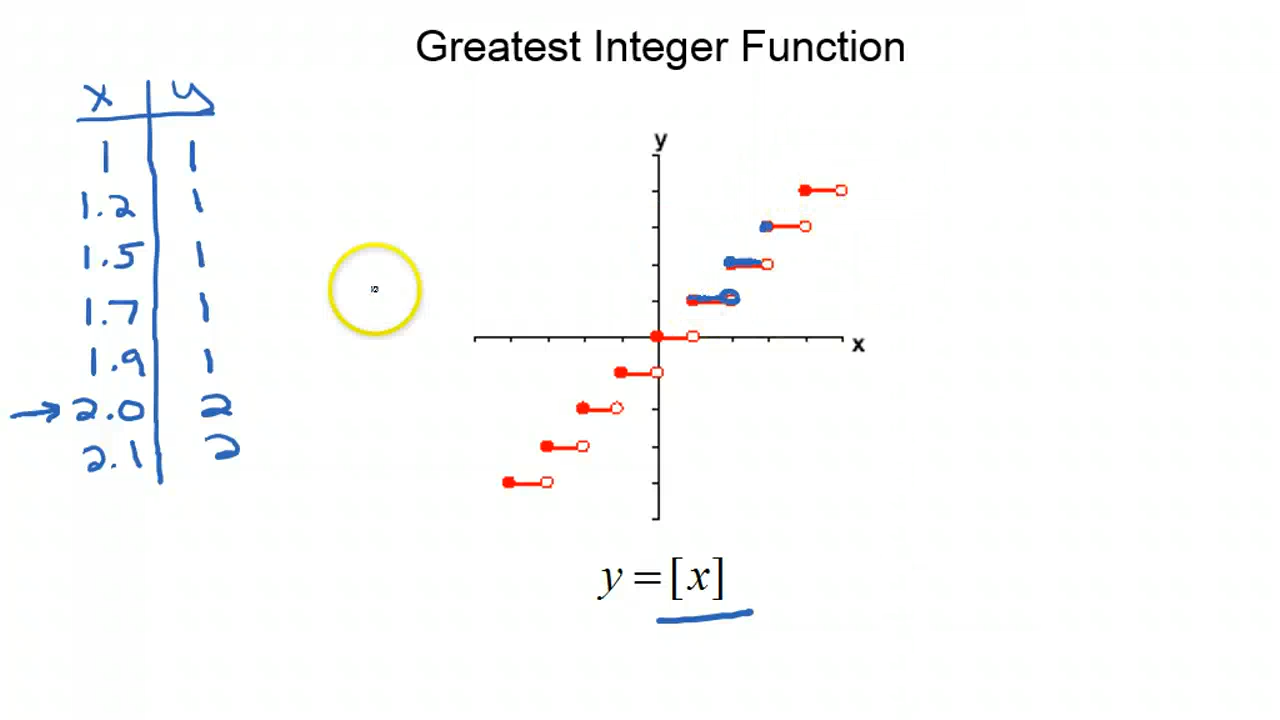 Greatest Integer Function
x y
1 1
1.2 1
1.5 1
1.7 1
1.9 1
→ 2.0 2
2.1 2
y
x
y = [x]